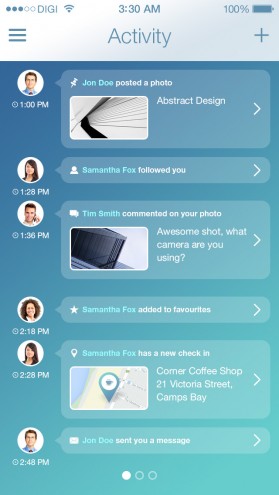 DIGI 3:30 AM 100%
Activity
Jon Doe posted a photo
Abstract Design
1:00 PM
Samantha Fox followed you
1:28 PM
Tim Smith commented on your photo
Awesome shot, what
camera are you
using?
1:36 PM
Samantha Fox added to favourites
2:18 PM
Samantha Fox has a new check in
Corner Coffee Shop
21 Victoria Street,
Camps Bay
2:28 PM
Jon Doe sent you a message
2:48 PM